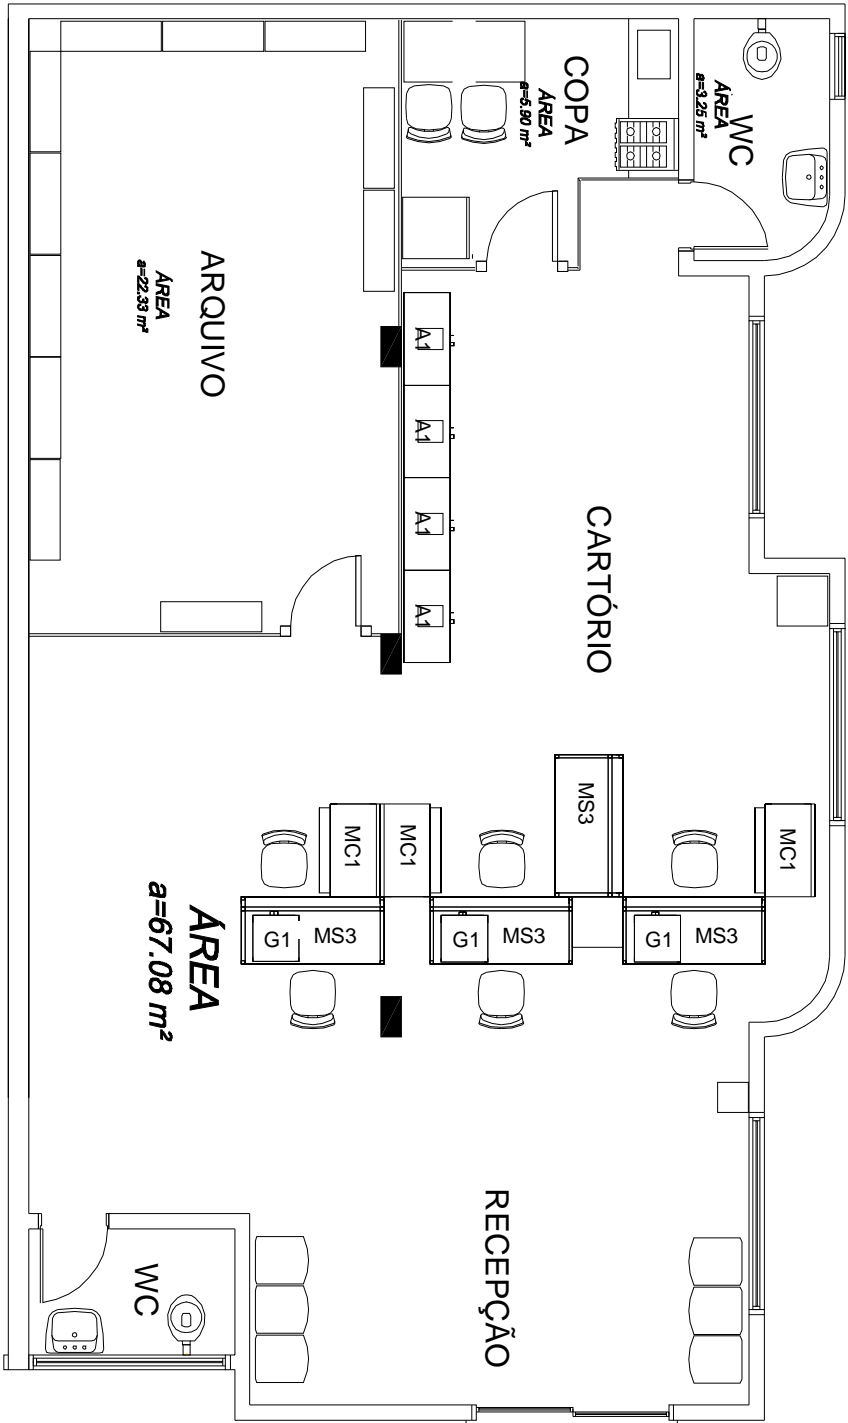 COPA
ÁREA
a=5.90 m²
WC
ÁREA
a=3.25 m²
ARQUIVO
ÁREA
a=22.33 m²
A1
A1
A1
A1
CARTÓRIO
MS3
MC1
MC1
MC1
G1 MS3
G1 MS3
G1 MS3
ÁREA
a=67.08 m²
RECEPÇÃO
WC